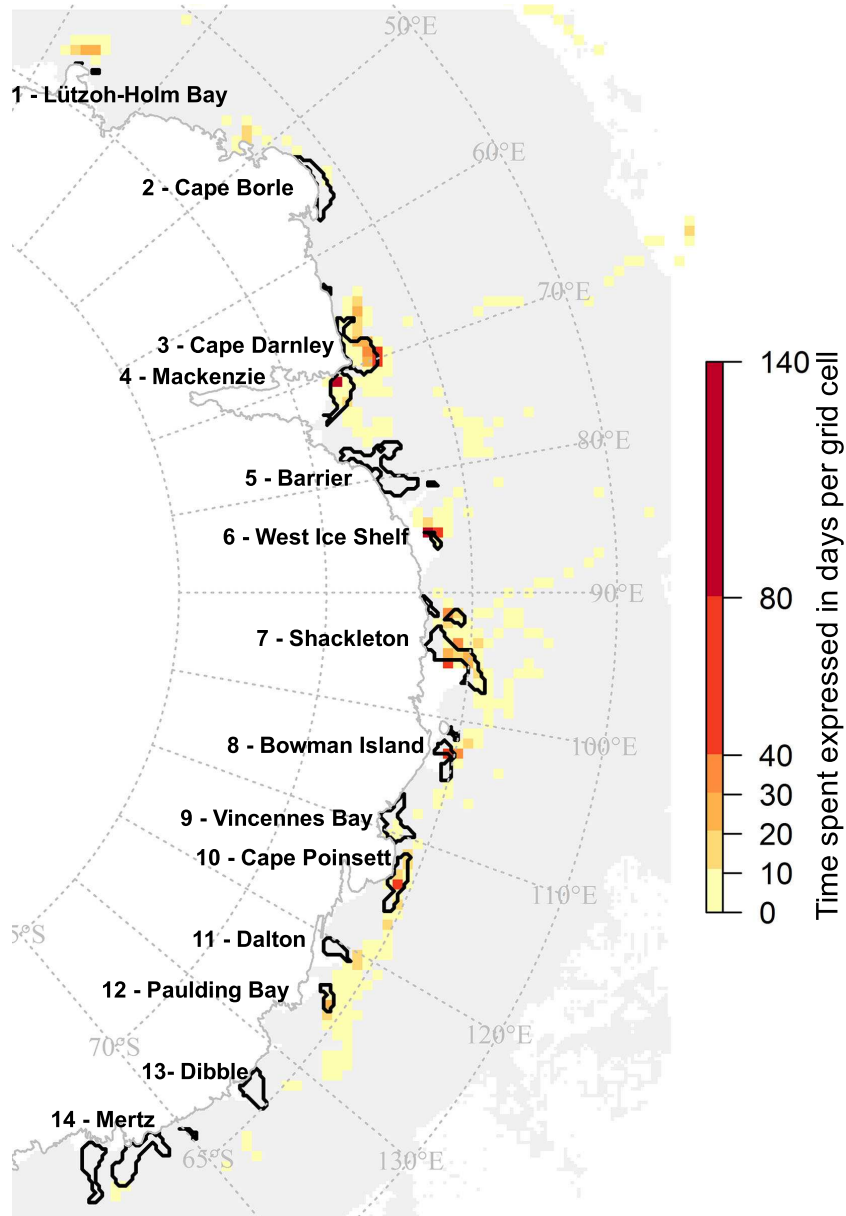 50°E
1 - Lützoh-Holm Bay
60°E
2 - Cape Borle
70°E
3 - Cape Darnley
4 - Mackenzie
80°E
5 - Barrier
6 - West Ice Shelf
90°E
7 - Shackleton
8 - Bowman Island
100°E
9 - Vincennes Bay
10 - Cape Poinsett
110°E
5°S
11 - Dalton
12 - Paulding Bay
120°E
70°S
13- Dibble
14 - Mertz
65°S
130°E
140
80
40
30
20
10
0
Time spent expressed in days per grid cell